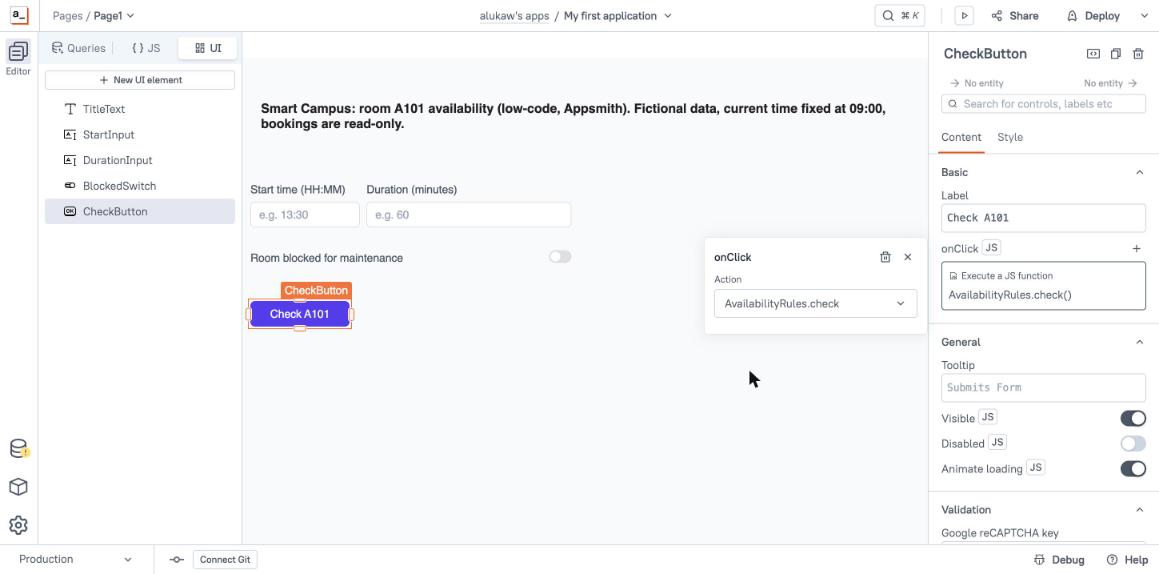 a_
Pages / Page1
alukaw's apps / My first application
⌘ K
Share
Deploy
Editor
Queries
{ } JS
UI
+ New UI element
TitleText
StartInput
DurationInput
BlockedSwitch
CheckButton
Smart Campus: room A101 availability (low-code, Appsmith). Fictional data, current time fixed at 09:00,
bookings are read-only.
Start time (HH:MM)
Duration (minutes)
e.g. 13:30
e.g. 60
Room blocked for maintenance
CheckButton
Check A101
onClick
Action
AvailabilityRules.check
CheckButton
No entity
No entity
Search for controls, labels etc
Content
Style
Basic
Label
Check A101
onClick JS
Execute a JS function
AvailabilityRules.check()
General
Tooltip
Submits Form
Visible JS
Disabled JS
Animate loading JS
Validation
Google reCAPTCHA key
Production
Connect Git
Debug
Help